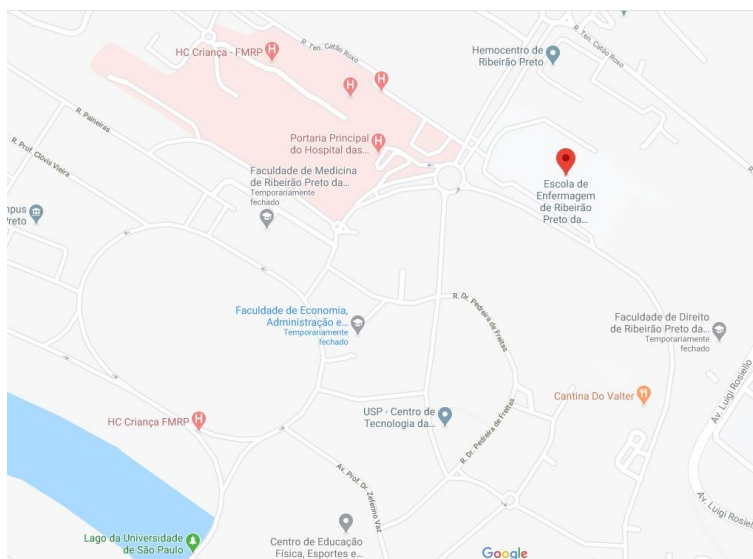 HC Criança - FMRP
R. Ten. Catão Roxo
Hemocentro de
Ribeirão Preto
R. Ten. Catão Roxo
R. Paineiras
R. Prof. Clóvis Vieira
Portaria Principal
do Hospital das...
Faculdade de Medicina
de Ribeirão Preto da...
Temporariamente
fechado
Escola de
Enfermagem
de Ribeirão
Preto da...
mpus
Preto
Faculdade de Economia,
Administração e...
Temporariamente
fechado
R. Dr. Pedreira de Freitas
Faculdade de Direito
de Ribeirão Preto da...
Temporariamente
fechado
Cantina Do Valter
HC Criança FMRP
USP - Centro de
Tecnologia da...
R. Dr. Pedreira de Freitas
Av. Luigi Rosiello
Av. Prof. Dr. Zeferino Vaz
Av. Luigi Rosiello
Lago da Universidade
de São Paulo
Centro de Educação
Física, Esportes e...
Google